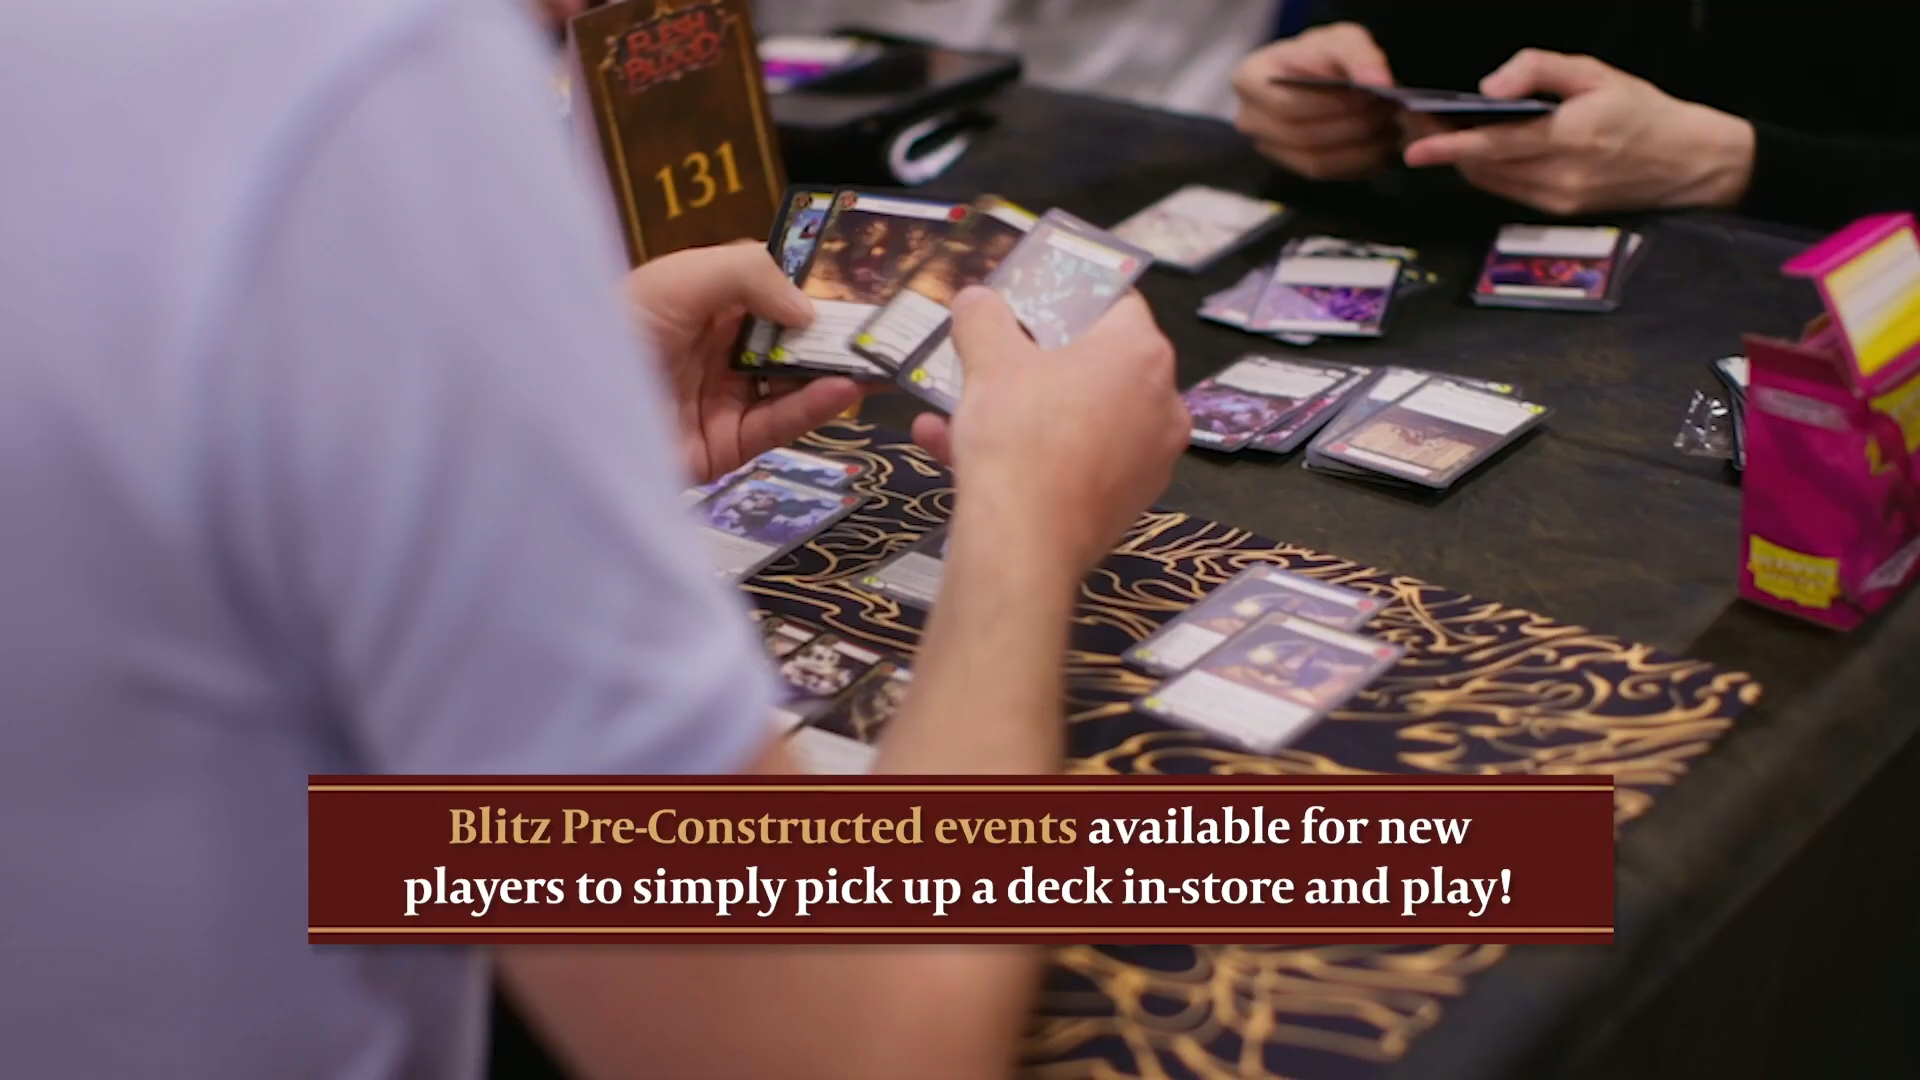 FLESH
BLOOD
131
Blitz Pre-Constructed events available for new
players to simply pick up a deck in-store and play!